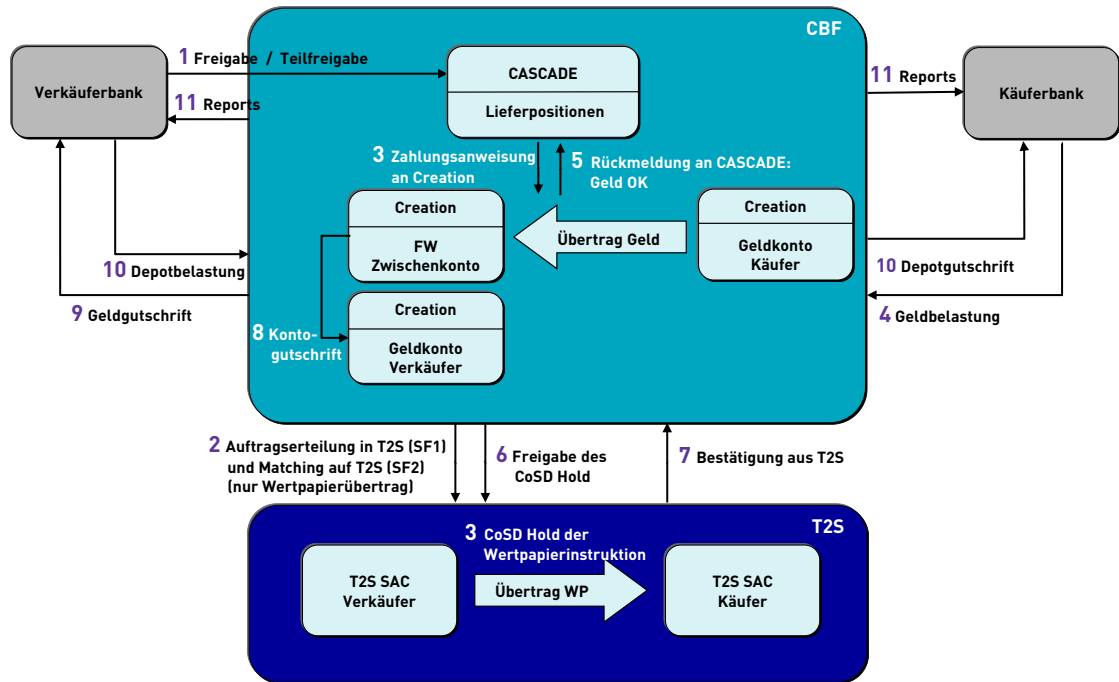 CBF
1 Freigabe / Teilfreigabe
CASCADE
Lieferpositionen
Verkäuferbank
11 Reports
11 Reports
Käuferbank
3 Zahlungsanweisung
an Creation
5 Rückmeldung an CASCADE:
Geld OK
Creation
FW
Zwischenkonto
Übertrag Geld
Creation
Geldkonto
Käufer
10 Depotbelastung
10 Depotgutschrift
9 Geldgutschrift
4 Geldbelastung
8 Konto-
gutschrift
Creation
Geldkonto
Verkäufer
2 Auftragserteilung in T2S (SF1)
und Matching auf T2S (SF2)
(nur Wertpapierübertrag)
6 Freigabe des
CoSD Hold
7 Bestätigung aus T2S
T2S
3 CoSD Hold der
Wertpapierinstruktion
T2S SAC
Verkäufer
Übertrag WP
T2S SAC
Käufer